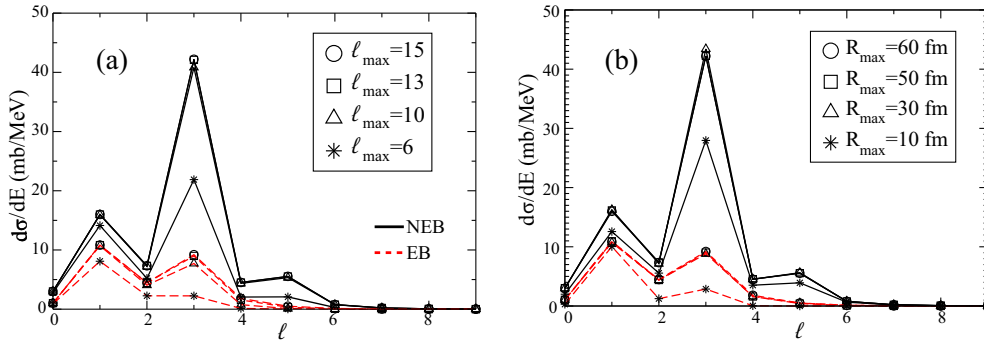 (a)
dσ/dE (mb/MeV)
50
40
30
20
10
0
ℓmax=15
ℓmax=13
ℓmax=10
ℓmax=6
NEB
EB
0 2 4 6 8
ℓ
(b)
dσ/dE (mb/MeV)
50
40
30
20
10
0
Rmax=60 fm
Rmax=50 fm
Rmax=30 fm
Rmax=10 fm
0 2 4 6 8
ℓ